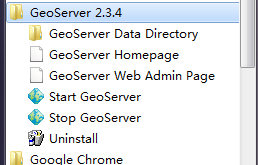 GeoServer 2.3.4
GeoServer Data Directory
GeoServer Homepage
GeoServer Web Admin Page
Start GeoServer
Stop GeoServer
Uninstall
Google Chrome